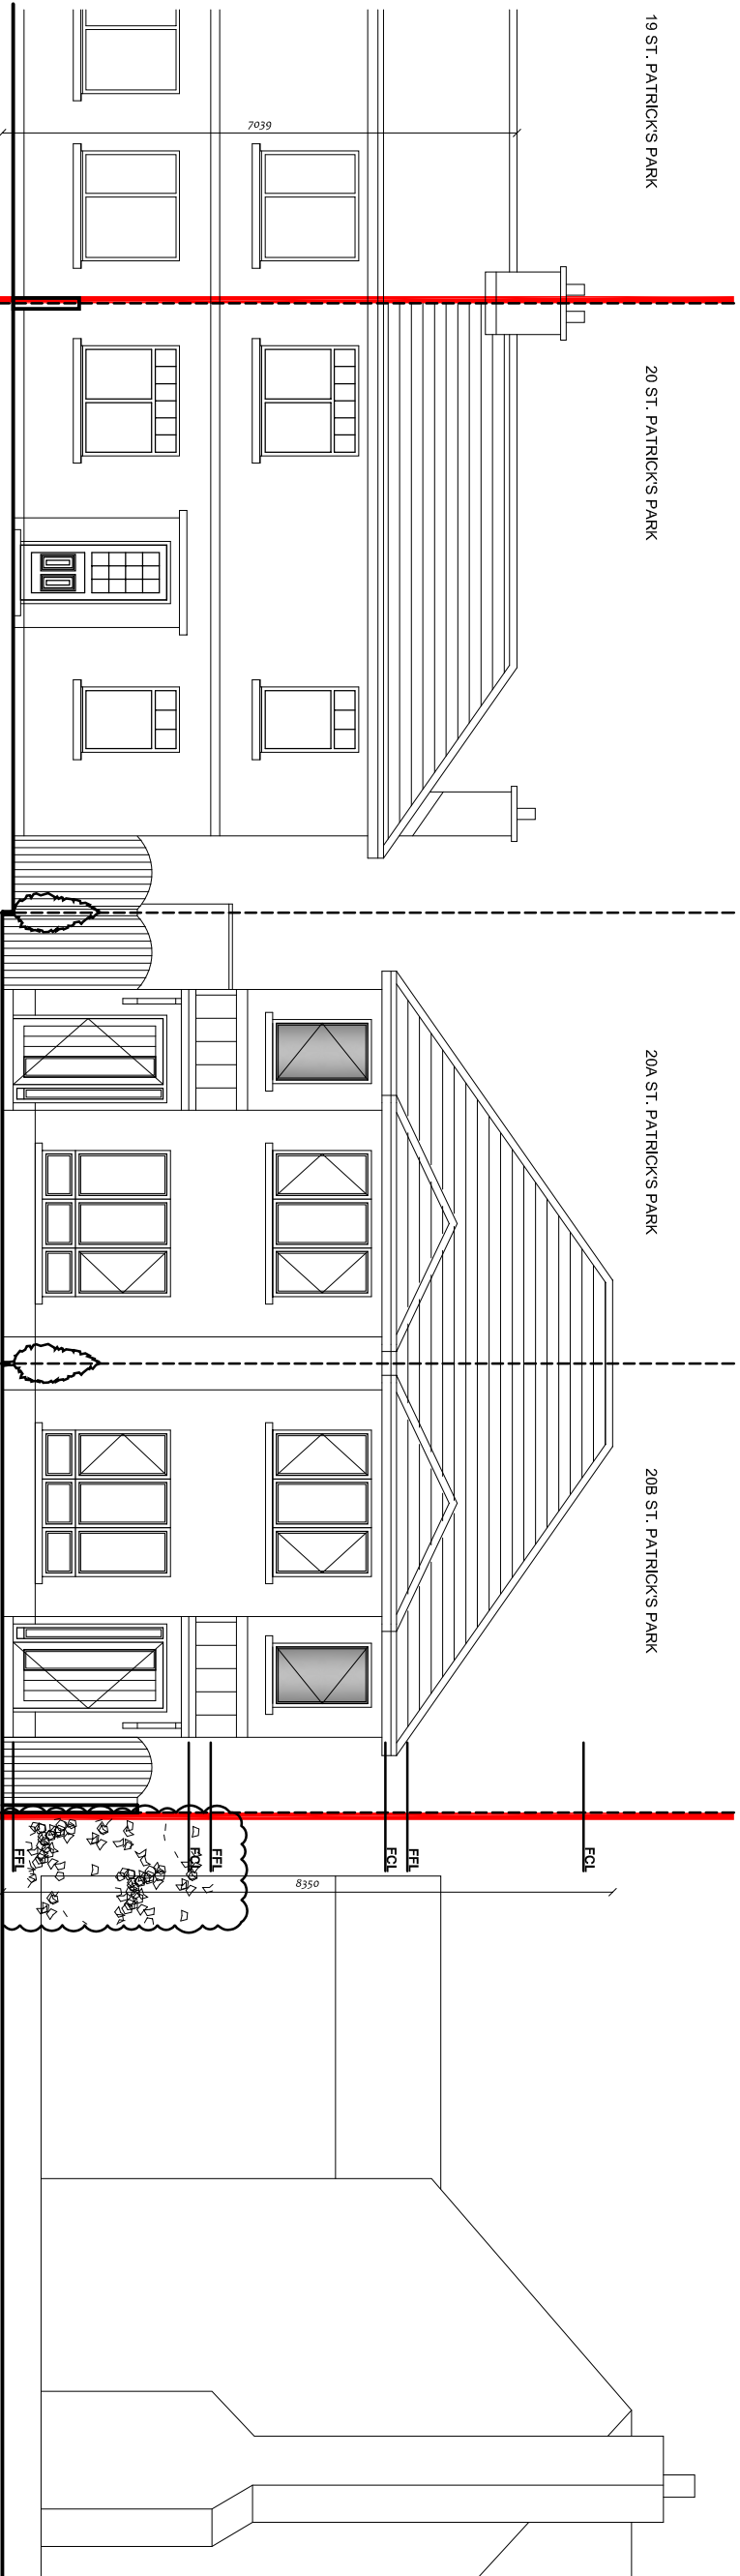 19 ST. PATRICK'S PARK
20 ST. PATRICK'S PARK
20A ST. PATRICK'S PARK
20B ST. PATRICK'S PARK
7039
8350
FCL
FFL
FCL
FFL
FCL
FFL